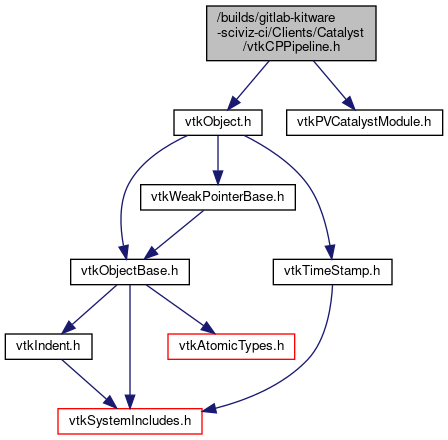 /builds/gitlab-kitware
-sciviz-ci/Clients/Catalyst
/vtkCPPipeline.h
vtkObject.h
vtkPVCatalystModule.h
vtkWeakPointerBase.h
vtkObjectBase.h
vtkTimeStamp.h
vtkIndent.h
vtkAtomicTypes.h
vtkSystemIncludes.h